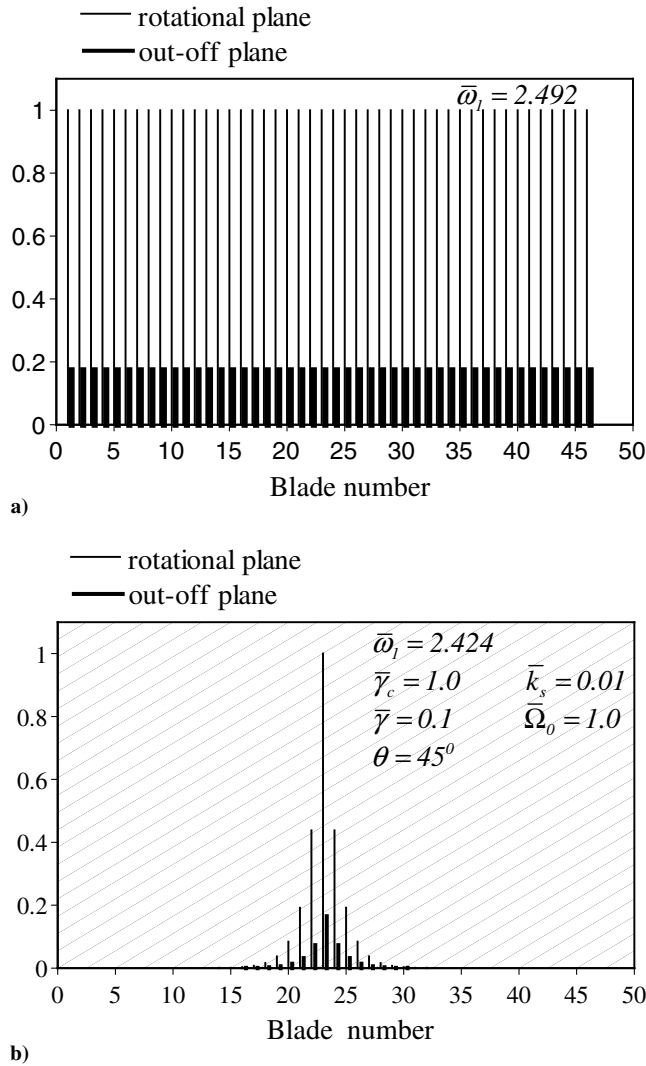 rotational plane
out-off plane
ω̅₁ = 2.492
1
0.8
0.6
0.4
0.2
0
0 5 10 15 20 25 30 35 40 45 50
Blade number
a)
rotational plane
out-off plane
ω̅₁ = 2.424
γ̅c = 1.0 k̅s = 0.01
γ̅ = 0.1 Ω̅₀ = 1.0
θ = 45⁰
1
0.8
0.6
0.4
0.2
0
0 5 10 15 20 25 30 35 40 45 50
Blade number
b)